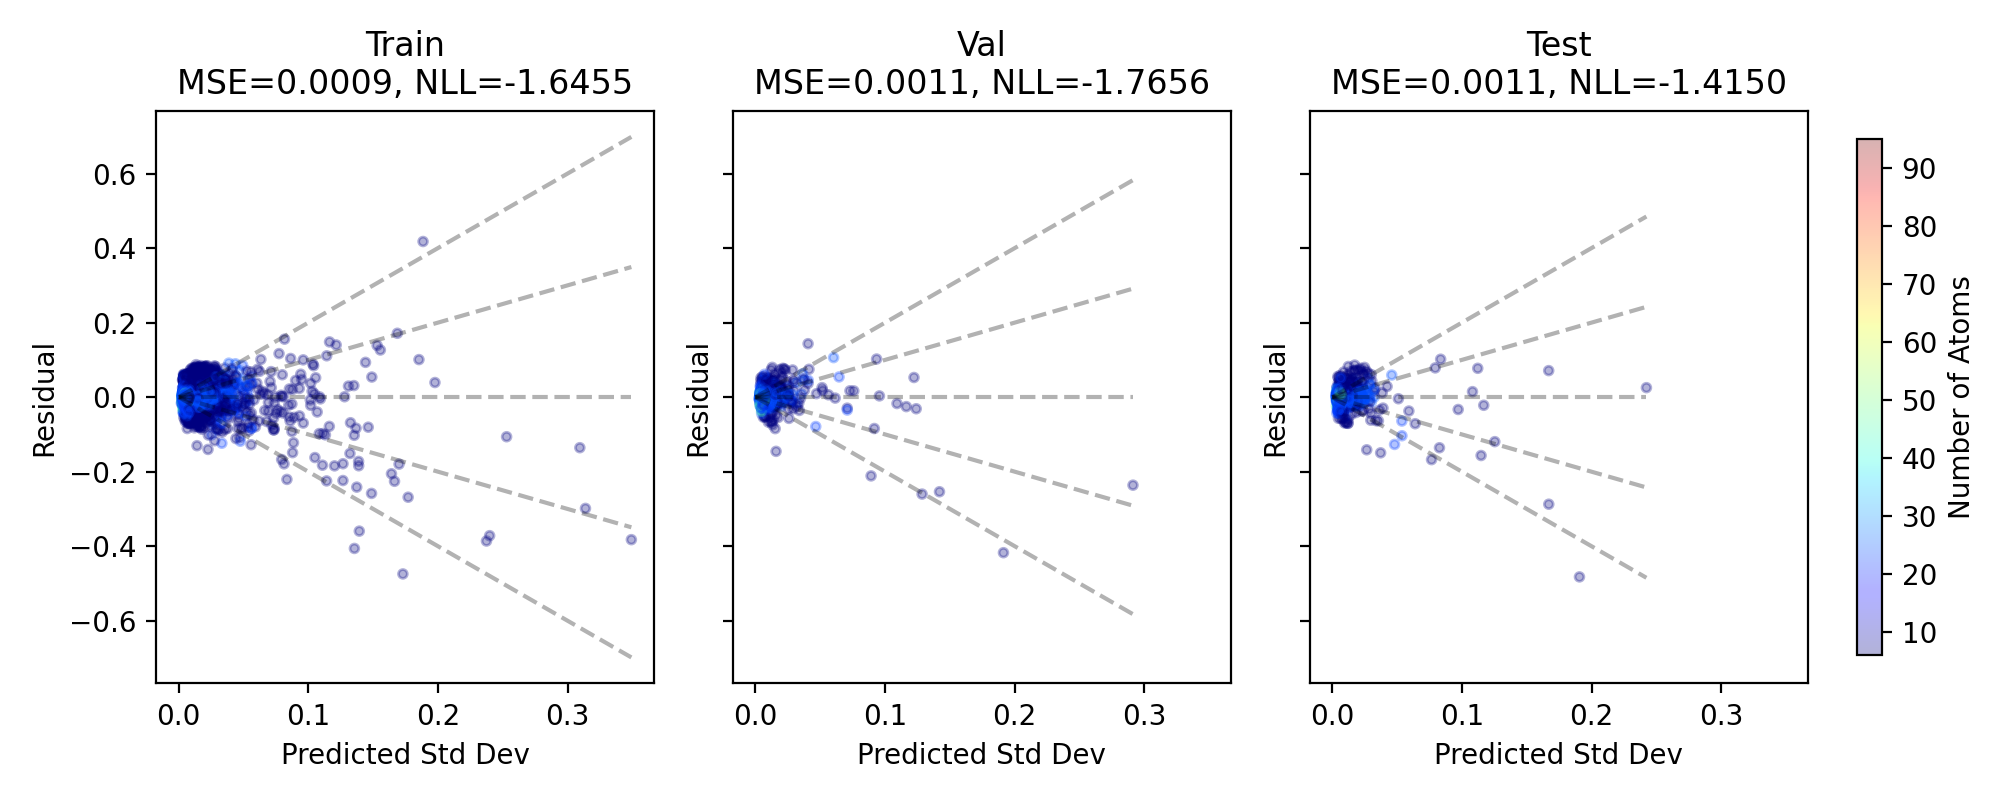 Train
MSE=0.0009, NLL=-1.6455
Val
MSE=0.0011, NLL=-1.7656
Test
MSE=0.0011, NLL=-1.4150
Residual
0.6
0.4
0.2
0.0
−0.2
−0.4
−0.6
0.0 0.1 0.2 0.3
Predicted Std Dev
Residual
0.0 0.1 0.2 0.3
Predicted Std Dev
Residual
0.0 0.1 0.2 0.3
Predicted Std Dev
90
80
70
60
50
40
30
20
10
Number of Atoms